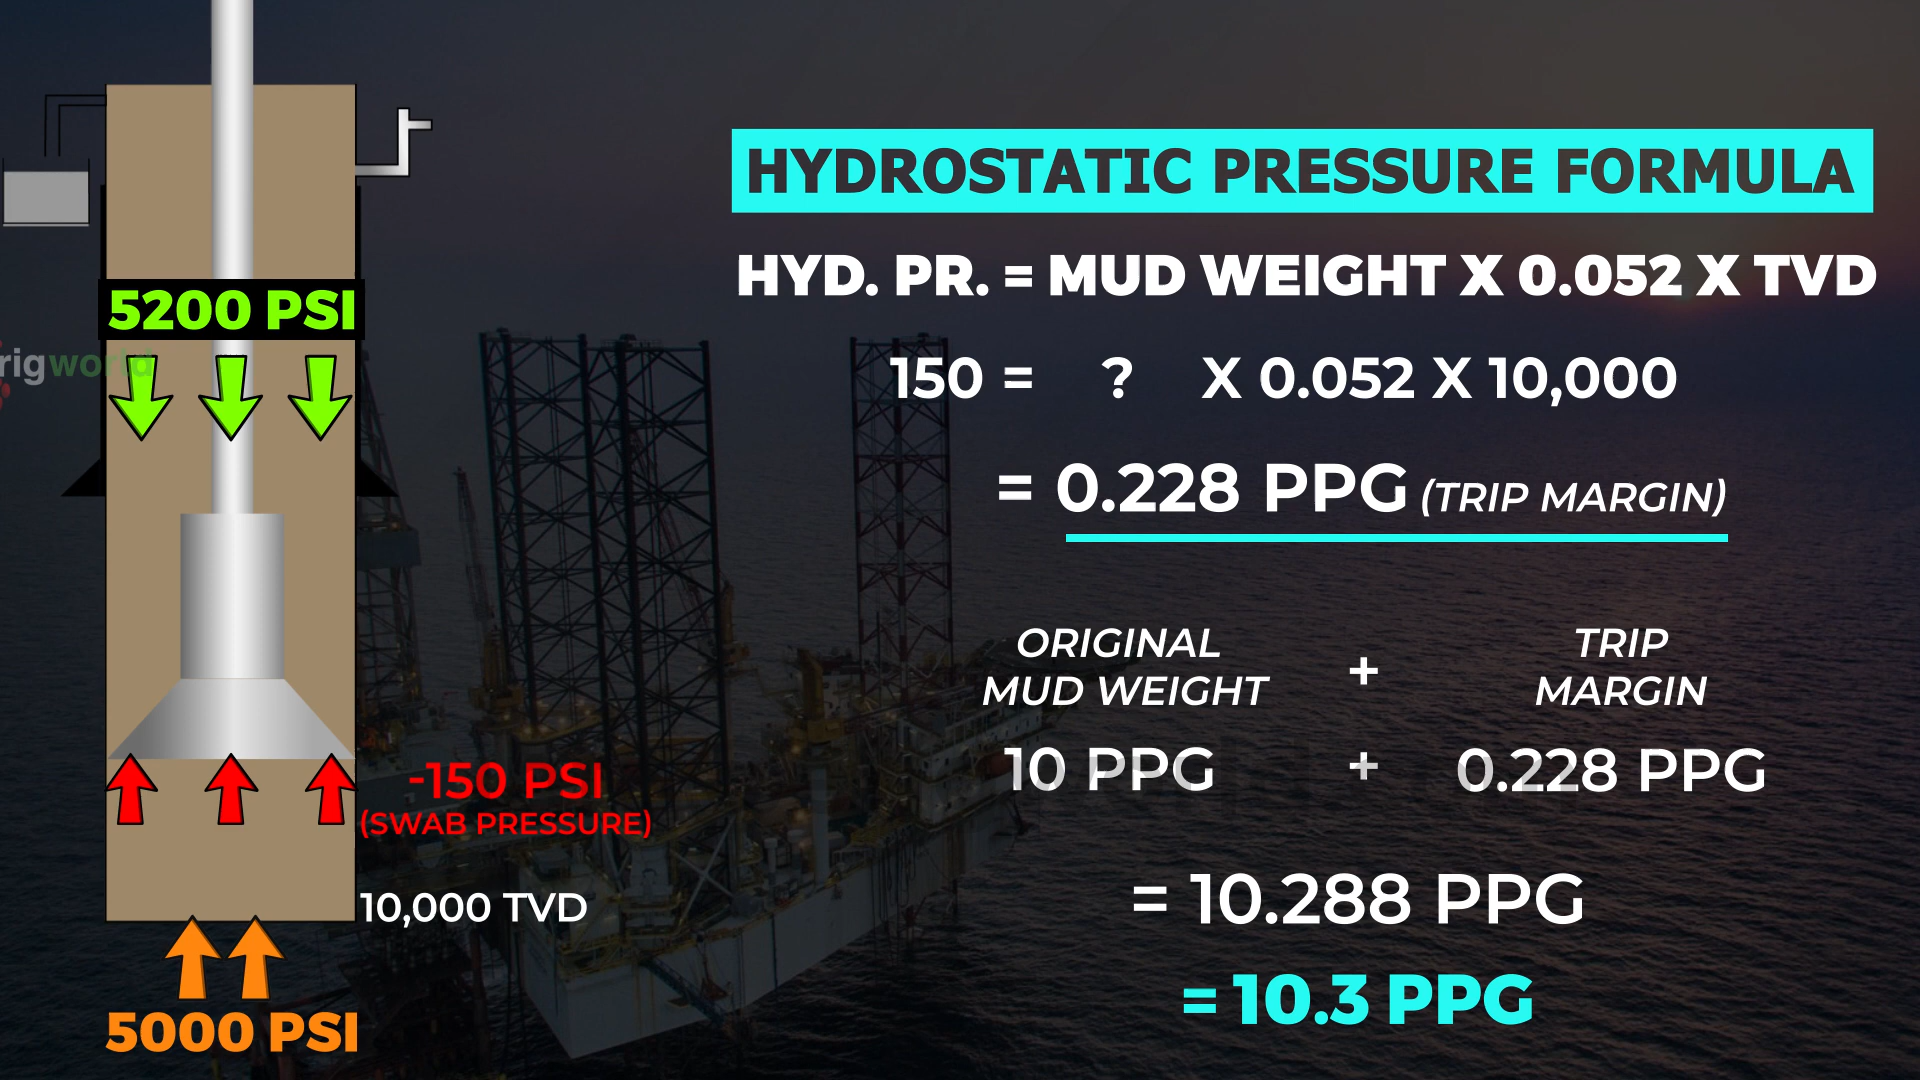 HYDROSTATIC PRESSURE FORMULA
HYD. PR. = MUD WEIGHT X 0.052 X TVD
150 = ? X 0.052 X 10,000
= 0.228 PPG (TRIP MARGIN)
ORIGINAL MUD WEIGHT + TRIP MARGIN
10 PPG + 0.228 PPG
= 10.288 PPG
= 10.3 PPG
5200 PSI
rigworld
-150 PSI
(SWAB PRESSURE)
10,000 TVD
5000 PSI